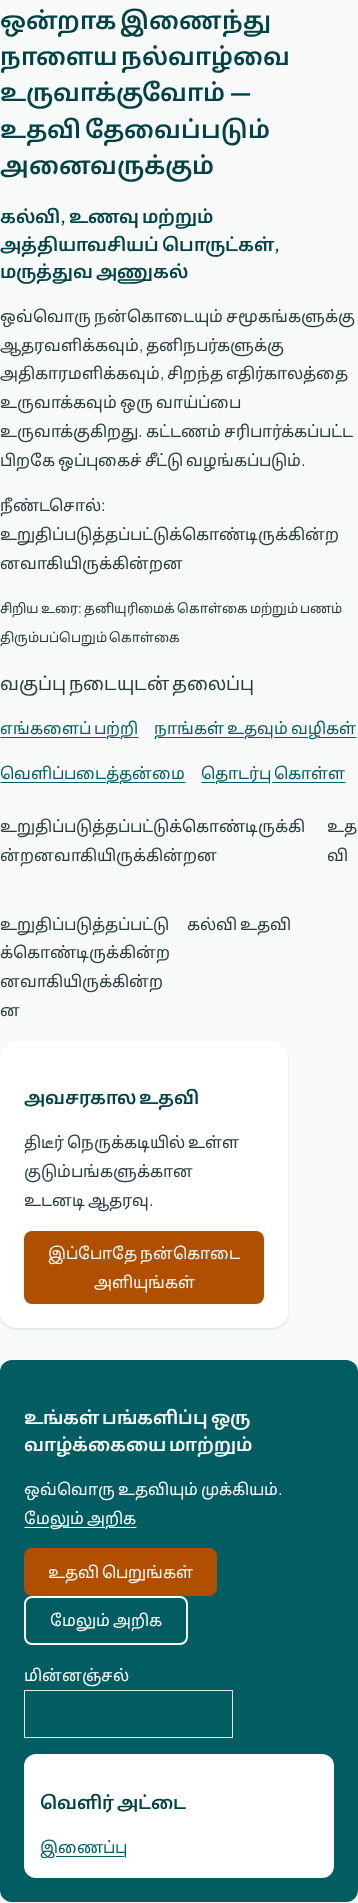 ஒன்றாக இணைந்து
நாளைய நல்வாழ்வை
உருவாக்குவோம் —
உதவி தேவைப்படும்
அனைவருக்கும்
கல்வி, உணவு மற்றும்
அத்தியாவசியப் பொருட்கள்,
மருத்துவ அணுகல்
ஒவ்வொரு நன்கொடையும் சமூகங்களுக்கு
ஆதரவளிக்கவும், தனிநபர்களுக்கு
அதிகாரமளிக்கவும், சிறந்த எதிர்காலத்தை
உருவாக்கவும் ஒரு வாய்ப்பை
உருவாக்குகிறது. கட்டணம் சரிபார்க்கப்பட்ட
பிறகே ஒப்புகைச் சீட்டு வழங்கப்படும்.
நீண்டசொல்:
உறுதிப்படுத்தப்பட்டுக்கொண்டிருக்கின்ற
னவாகியிருக்கின்றன
சிறிய உரை: தனியுரிமைக் கொள்கை மற்றும் பணம்
திரும்பப்பெறும் கொள்கை
வகுப்பு நடையுடன் தலைப்பு
எங்களைப் பற்றி நாங்கள் உதவும் வழிகள்
வெளிப்படைத்தன்மை தொடர்பு கொள்ள
உறுதிப்படுத்தப்பட்டுக்கொண்டிருக்கி உத
ன்றனவாகியிருக்கின்றன வி
உறுதிப்படுத்தப்பட்டு கல்வி உதவி
க்கொண்டிருக்கின்ற
னவாகியிருக்கின்ற
ன
அவசரகால உதவி
திடீர் நெருக்கடியில் உள்ள
குடும்பங்களுக்கான
உடனடி ஆதரவு.
இப்போதே நன்கொடை
அளியுங்கள்
உங்கள் பங்களிப்பு ஒரு
வாழ்க்கையை மாற்றும்
ஒவ்வொரு உதவியும் முக்கியம்.
மேலும் அறிக
உதவி பெறுங்கள்
மேலும் அறிக
மின்னஞ்சல்
வெளிர் அட்டை
இணைப்பு